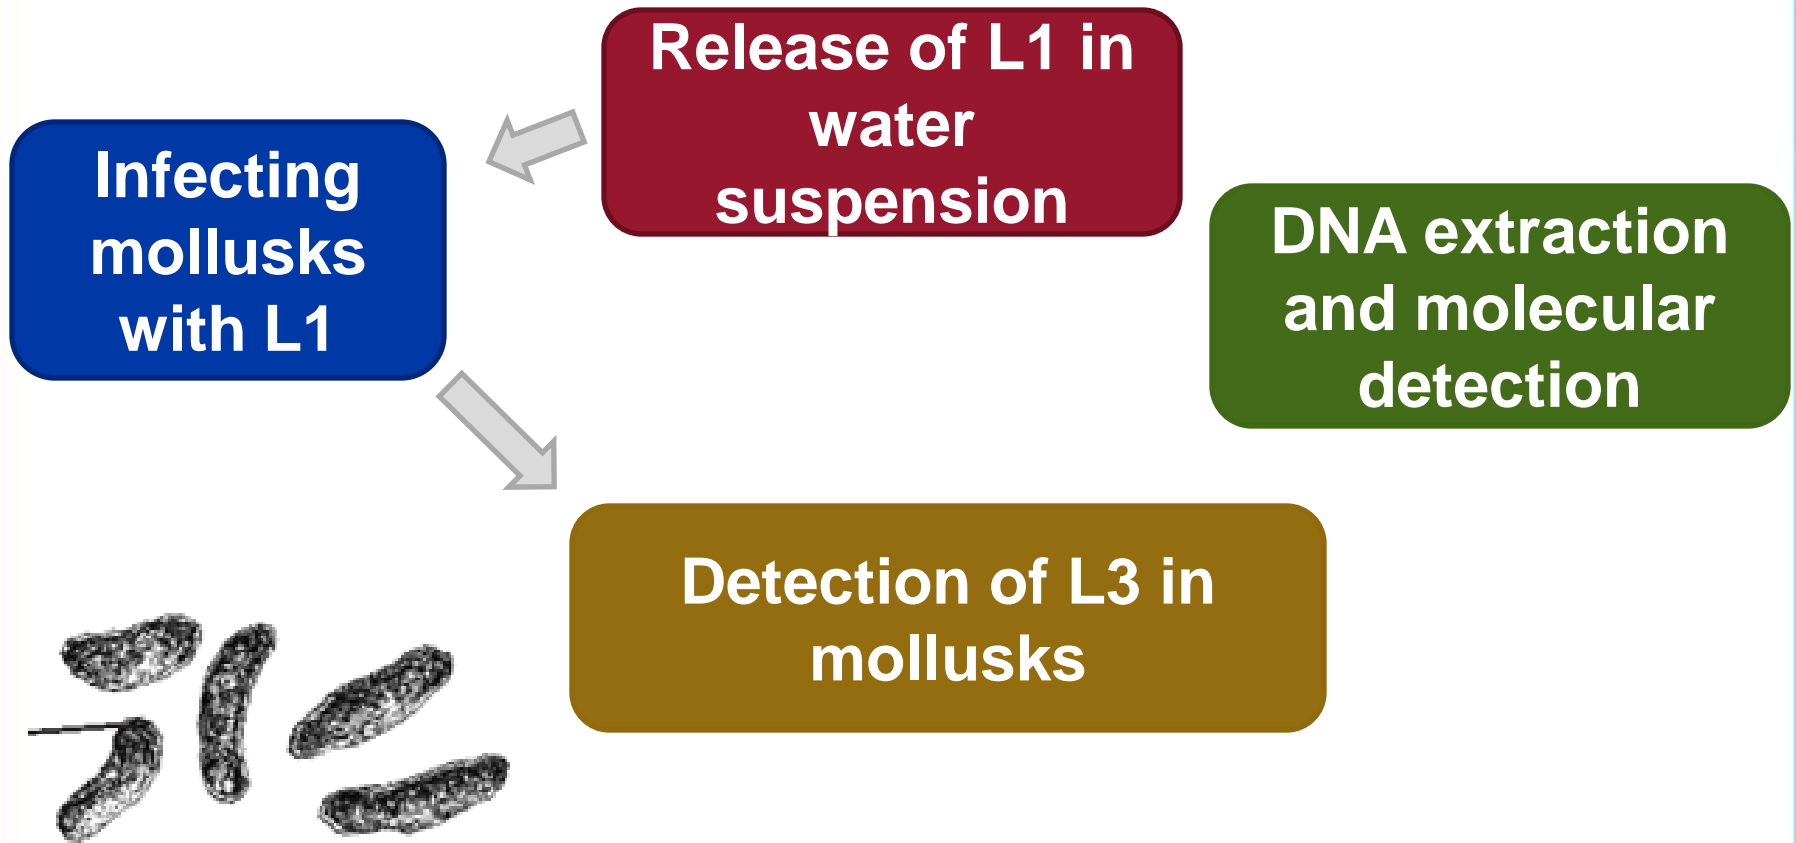 Release of L1 in
water
suspension
Infecting
mollusks
with L1
DNA extraction
and molecular
detection
Detection of L3 in
mollusks